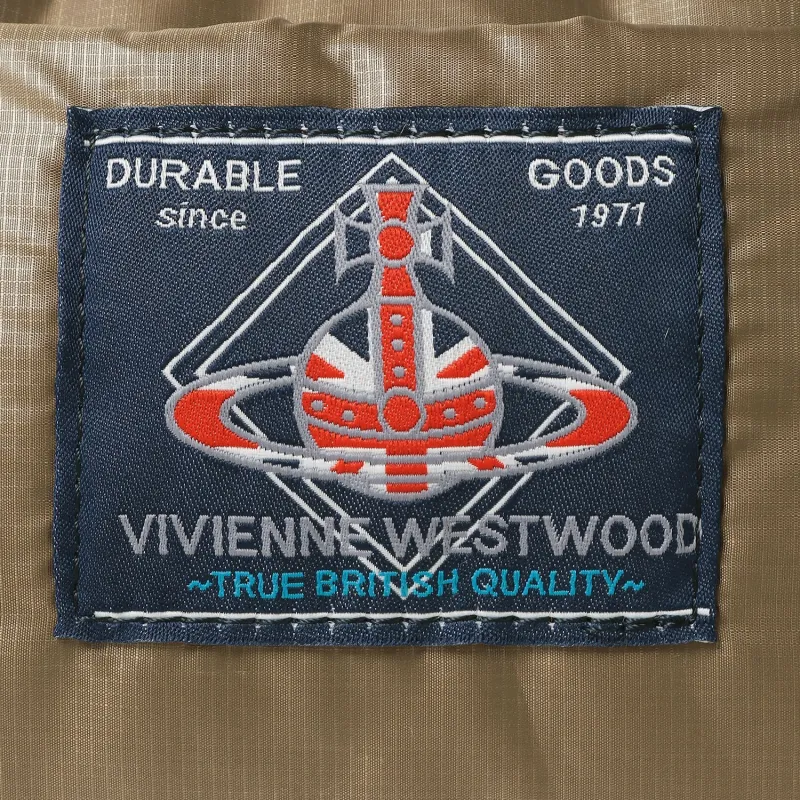 DURABLE GOODS
since 1971
VIVIENNE WESTWOOD
~TRUE BRITISH QUALITY~